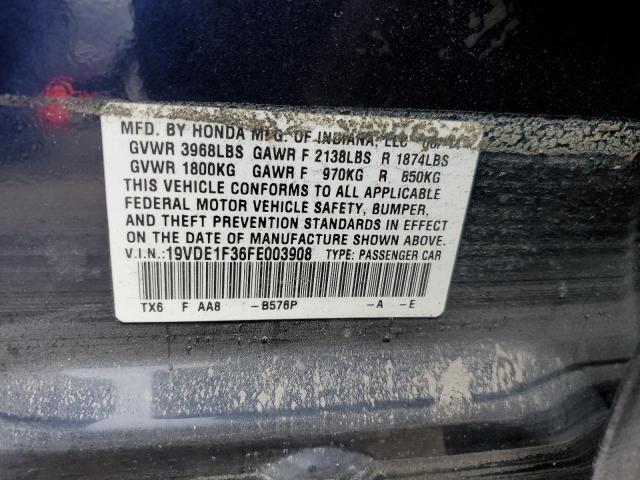 MFD. BY HONDA MFG. OF INDIANA, LLC
GVWR 3968LBS GAWR F 2138LBS R 1874LBS
GVWR 1800KG GAWR F 970KG R 850KG
THIS VEHICLE CONFORMS TO ALL APPLICABLE
FEDERAL MOTOR VEHICLE SAFETY, BUMPER,
AND THEFT PREVENTION STANDARDS IN EFFECT
ON THE DATE OF MANUFACTURE SHOWN ABOVE.
V.I.N.: 19VDE1F36FE003908 TYPE: PASSENGER CAR
TX6 F AA8 -B576P -A -E